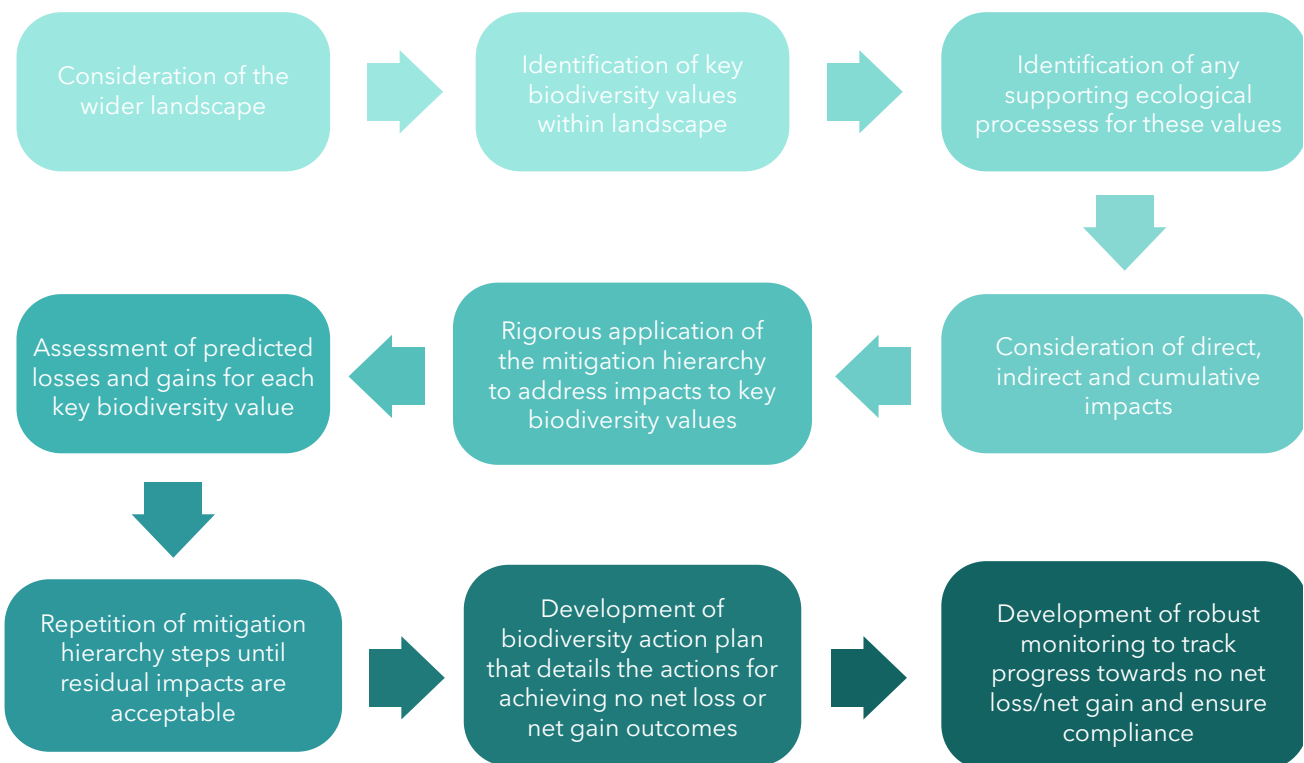 Consideration of the
wider landscape
Identification of key
biodiversity values
within landscape
Identification of any
supporting ecological
processess for these values
Consideration of direct,
indirect and cumulative
impacts
Rigorous application of
the mitigation hierarchy
to address impacts to key
biodiversity values
Assessment of predicted
losses and gains for each
key biodiversity value
Repetition of mitigation
hierarchy steps until
residual impacts are
acceptable
Development of
biodiversity action plan
that details the actions for
achieving no net loss or
net gain outcomes
Development of robust
monitoring to track
progress towards no net
loss/net gain and ensure
compliance